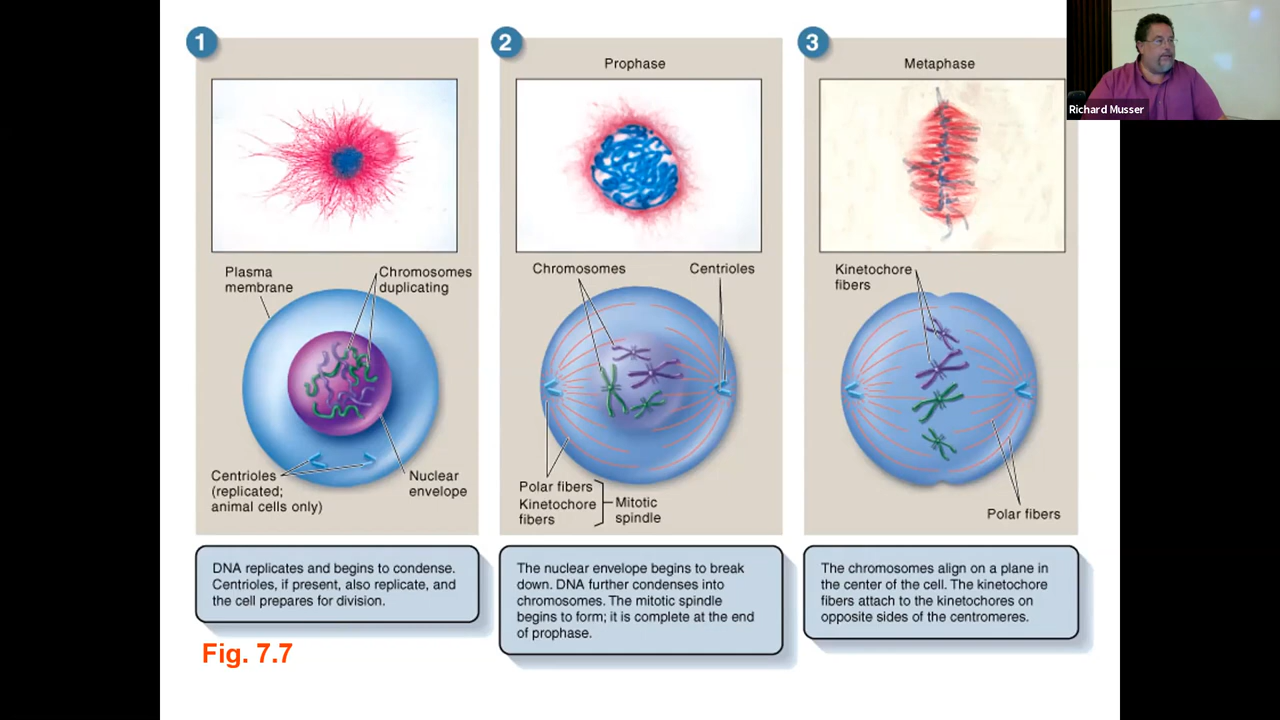 1
Plasma
membrane
Chromosomes
duplicating
Centrioles
(replicated;
animal cells only)
Nuclear
envelope
DNA replicates and begins to condense.
Centrioles, if present, also replicate, and
the cell prepares for division.
2
Prophase
Chromosomes
Centrioles
Polar fibers
Kinetochore
fibers
Mitotic
spindle
The nuclear envelope begins to break
down. DNA further condenses into
chromosomes. The mitotic spindle
begins to form; it is complete at the end
of prophase.
3
Metaphase
Kinetochore
fibers
Polar fibers
The chromosomes align on a plane in
the center of the cell. The kinetochore
fibers attach to the kinetochores on
opposite sides of the centromeres.
Fig. 7.7
Richard Musser